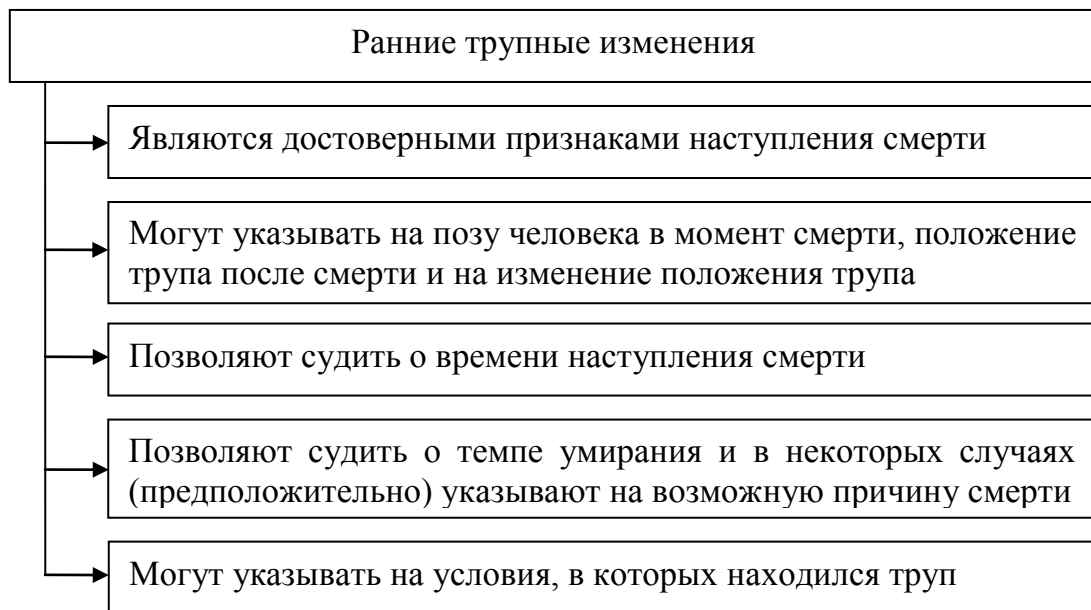 Ранние трупные изменения
Являются достоверными признаками наступления смерти
Могут указывать на позу человека в момент смерти, положение
трупа после смерти и на изменение положения трупа
Позволяют судить о времени наступления смерти
Позволяют судить о темпе умирания и в некоторых случаях
(предположительно) указывают на возможную причину смерти
Могут указывать на условия, в которых находился труп